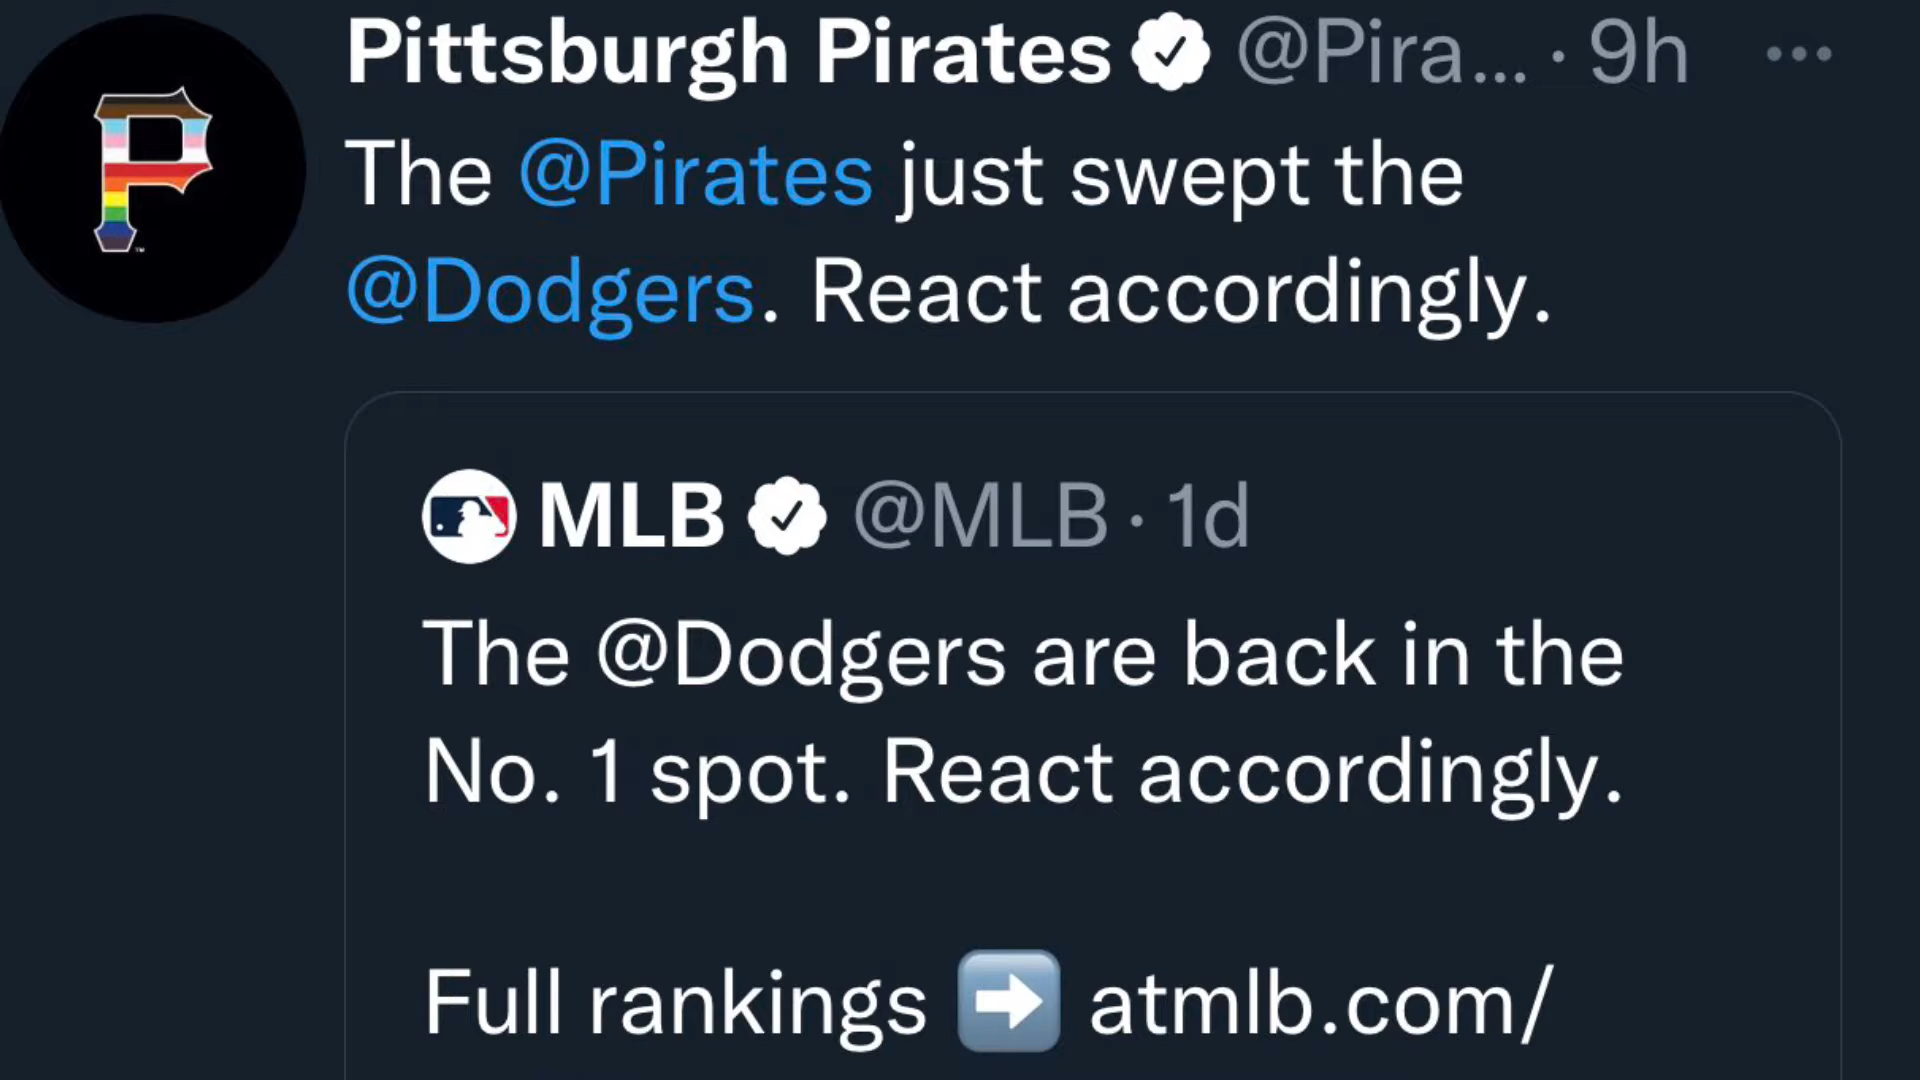 Pittsburgh Pirates @Pira... · 9h
The @Pirates just swept the
@Dodgers. React accordingly.
MLB @MLB · 1d
The @Dodgers are back in the
No. 1 spot. React accordingly.
Full rankings ➡️ atmlb.com/
P
™